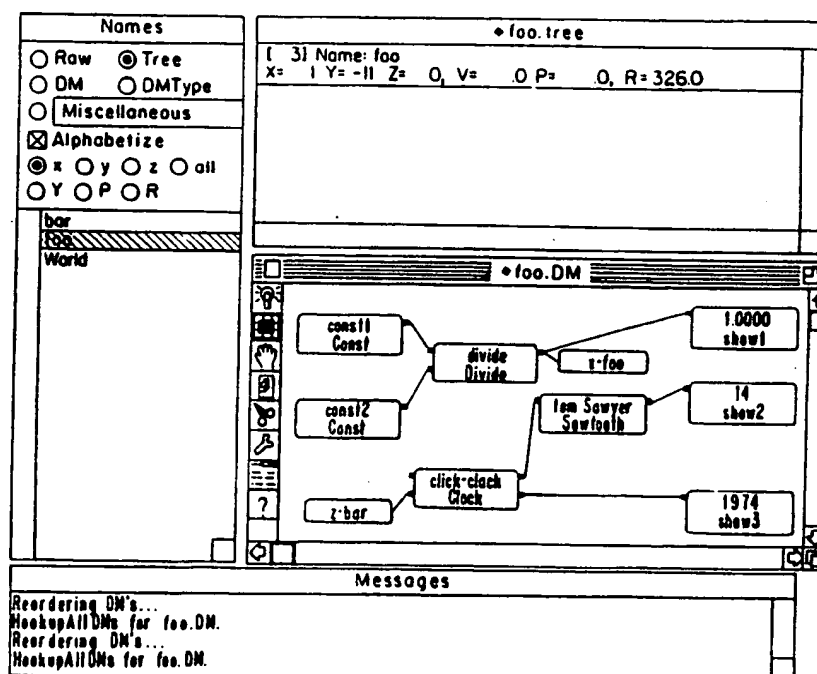 Names
Raw Tree
DM DMType
Miscellaneous
Alphabetize
x y z all
Y P R
bar
foo
World
foo.tree
[ 3] Name: foo
X= 1 Y= -11 Z= 0, V= .0 P= .0, R= 326.0
foo.DM
const1
Const
divide
Divide
x-foo
1.0000
show1
const2
Const
tom Sawyer
Sawtooth
14
show2
click-clack
Clock
z-bar
1974
show3
?
Messages
Reordering DM's...
HookupAllDMs for foo.DM.
Reordering DM's...
HookupAllDMs for foo.DM.